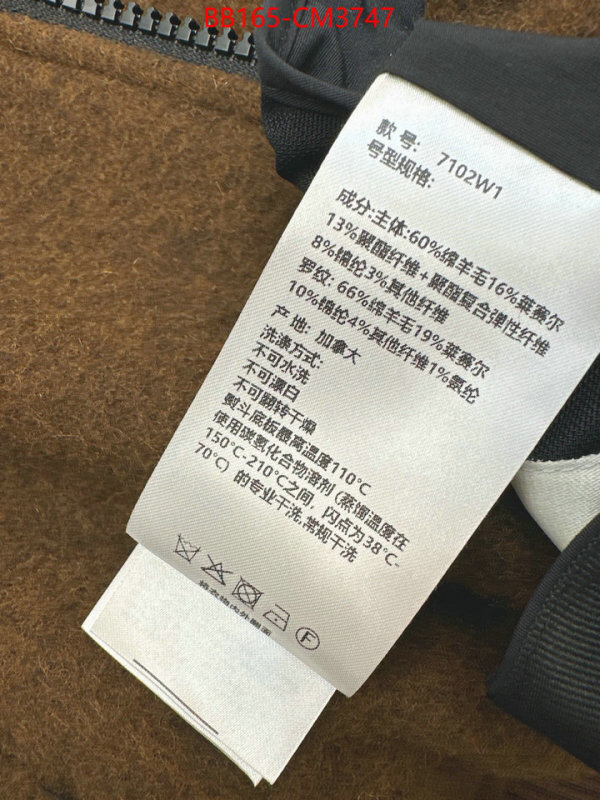 BB165-CM3747
款 号: 7102W1
号型规格:
成分:主体:60%绵羊毛16%莱赛尔
13%聚酯纤维+聚酯复合弹性纤维
8%锦纶3%其他纤维
罗纹: 66%绵羊毛19%莱赛尔
10%锦纶4%其他纤维1%氨纶
产 地: 加拿大
洗涤方式:
不可水洗
不可漂白
不可翻转干燥
熨斗底板最高温度110°C
使用碳氢化合物溶剂 (蒸馏温度在
150°C-210°C之间, 闪点为38°C-
70°C) 的专业干洗,常规干洗
F